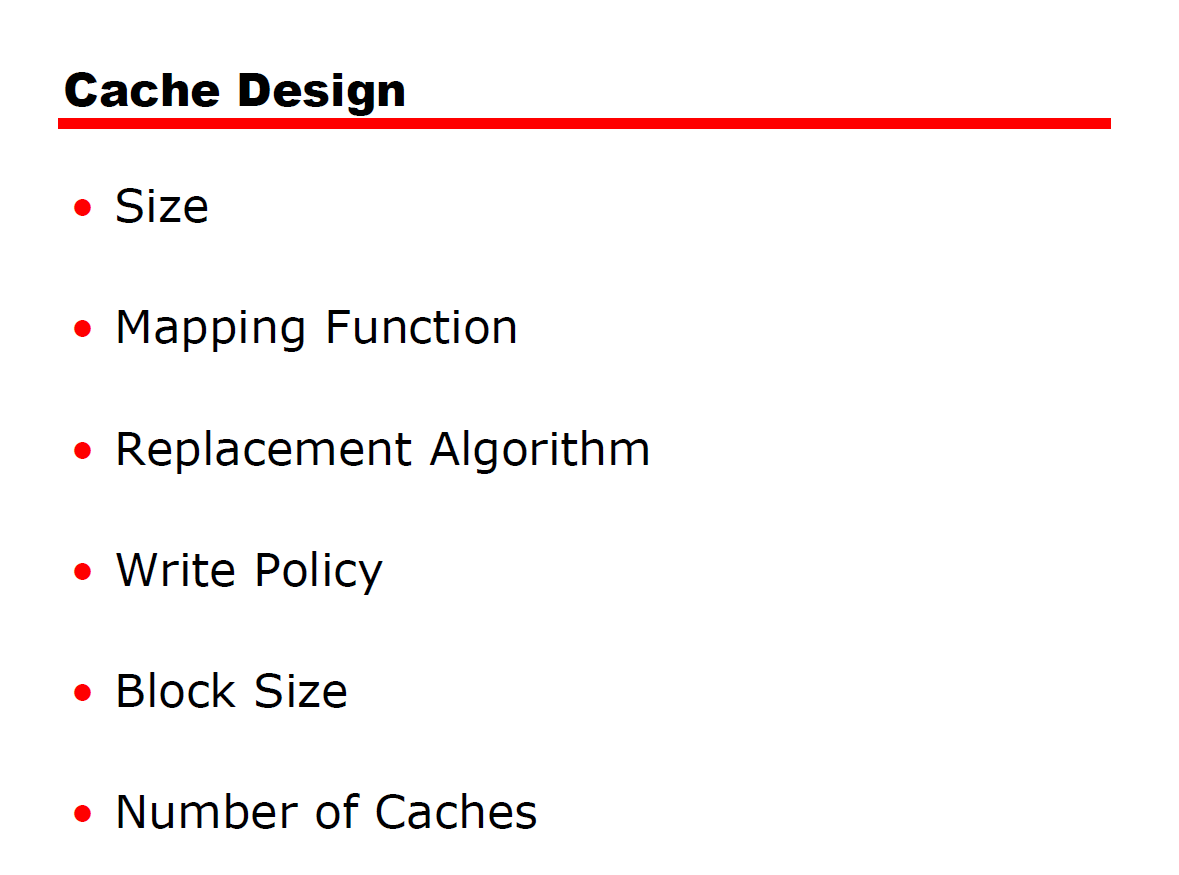 Cache Design
• Size
• Mapping Function
• Replacement Algorithm
• Write Policy
• Block Size
• Number of Caches